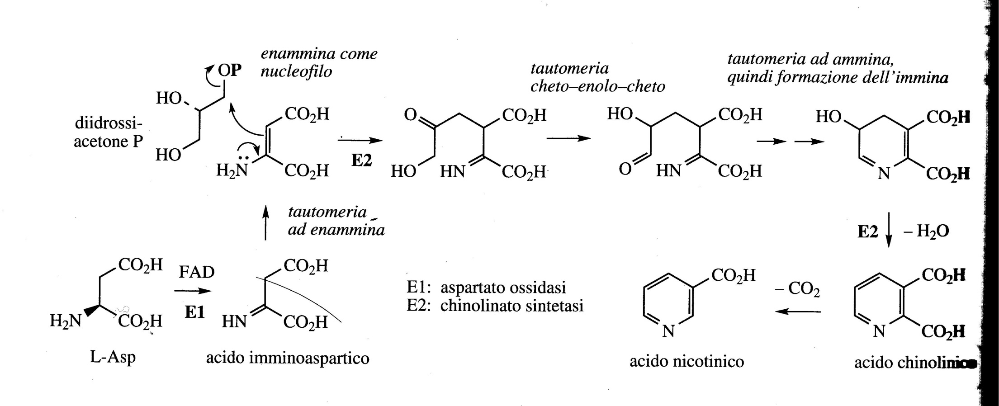 enammina come
nucleofilo
OP
HO
HO
diidrossi-
acetone P
CO₂H
H₂N
CO₂H
E2
O
CO₂H
HO
HN
CO₂H
tautomeria
cheto–enolo–cheto
HO
CO₂H
O
HN
CO₂H
tautomeria ad ammina,
quindi formazione dell'immina
HO
CO₂H
N
CO₂H
tautomeria
ad enammina
E2
– H₂O
CO₂H
H₂N
CO₂H
L-Asp
FAD
E1
CO₂H
HN
CO₂H
acido imminoaspartico
E1: aspartato ossidasi
E2: chinolinato sintetasi
CO₂H
N
acido nicotinico
– CO₂
CO₂H
N
CO₂H
acido chinolinico